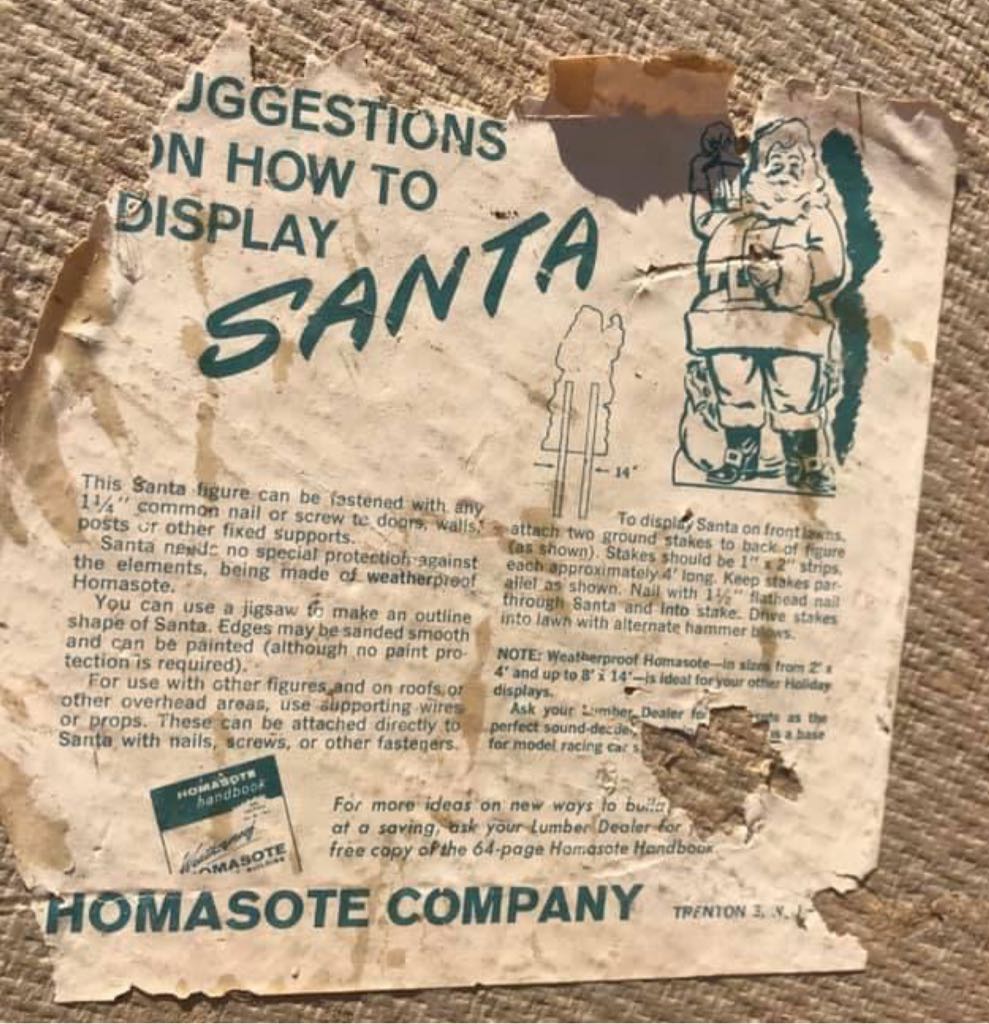 UGGESTIONS
ON HOW TO
DISPLAY
SANTA
14"
This Santa figure can be fastened with any
1¼" common nail or screw to doors, walls,
posts or other fixed supports.
Santa needs no special protection against
the elements, being made of weatherproof
Homasote.
You can use a jigsaw to make an outline
shape of Santa. Edges may be sanded smooth
and can be painted (although no paint pro-
tection is required).
For use with other figures and on roofs or
other overhead areas, use supporting wires
or props. These can be attached directly to
Santa with nails, screws, or other fasteners.
To display Santa on front lawns,
attach two ground stakes to back of figure
(as shown). Stakes should be 1" x 2" strips,
each approximately 4' long. Keep stakes par-
allel as shown. Nail with 1½" flathead nail
through Santa and into stake. Drive stakes
into lawn with alternate hammer blows.
NOTE: Weatherproof Homasote—in sizes from 2' x
4' and up to 8' x 14'—is ideal for your other Holiday
displays.
Ask your Lumber Dealer for as the
perfect sound-deade is a base
for model racing car s
HOMASOTE
handbook
Weatherproof
HOMASOTE
For more ideas on new ways to build
at a saving, ask your Lumber Dealer for
free copy of the 64-page Homasote Handbook.
HOMASOTE COMPANY TRENTON 3, N. J.